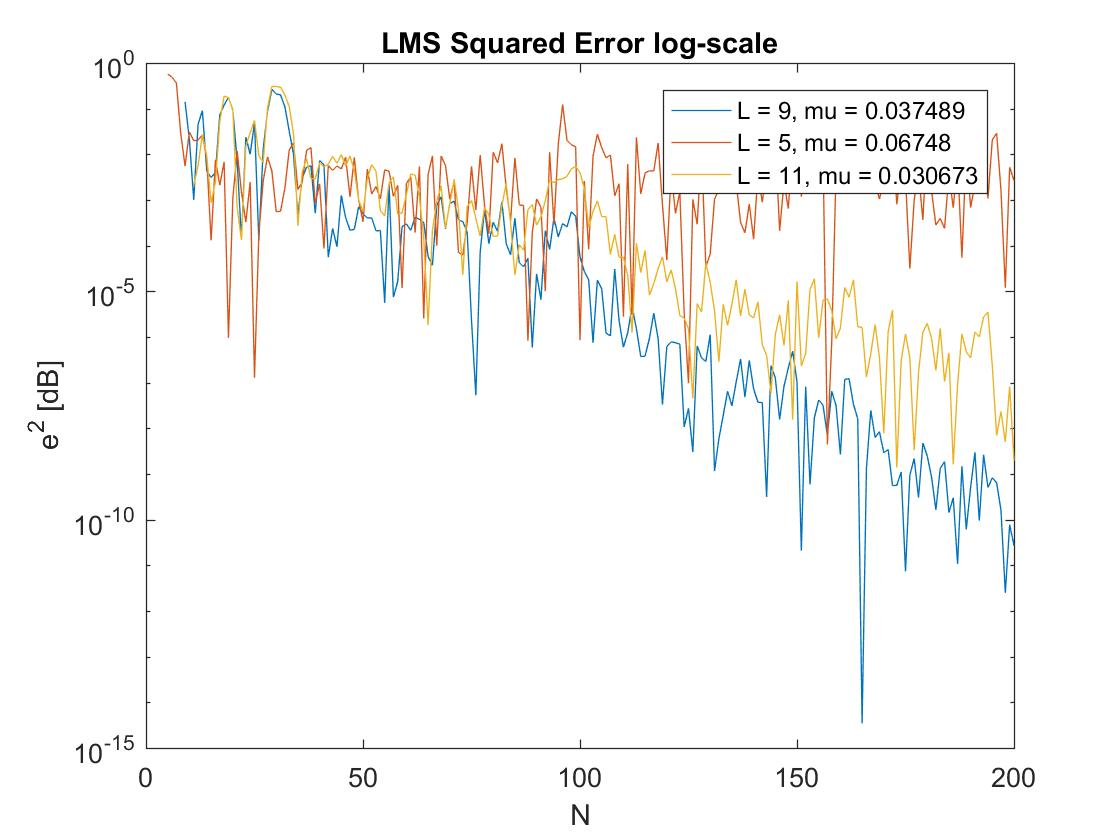 LMS Squared Error log-scale
10^0
10^-5
10^-10
10^-15
e^2 [dB]
L = 9, mu = 0.037489
L = 5, mu = 0.06748
L = 11, mu = 0.030673
0 50 100 150 200
N